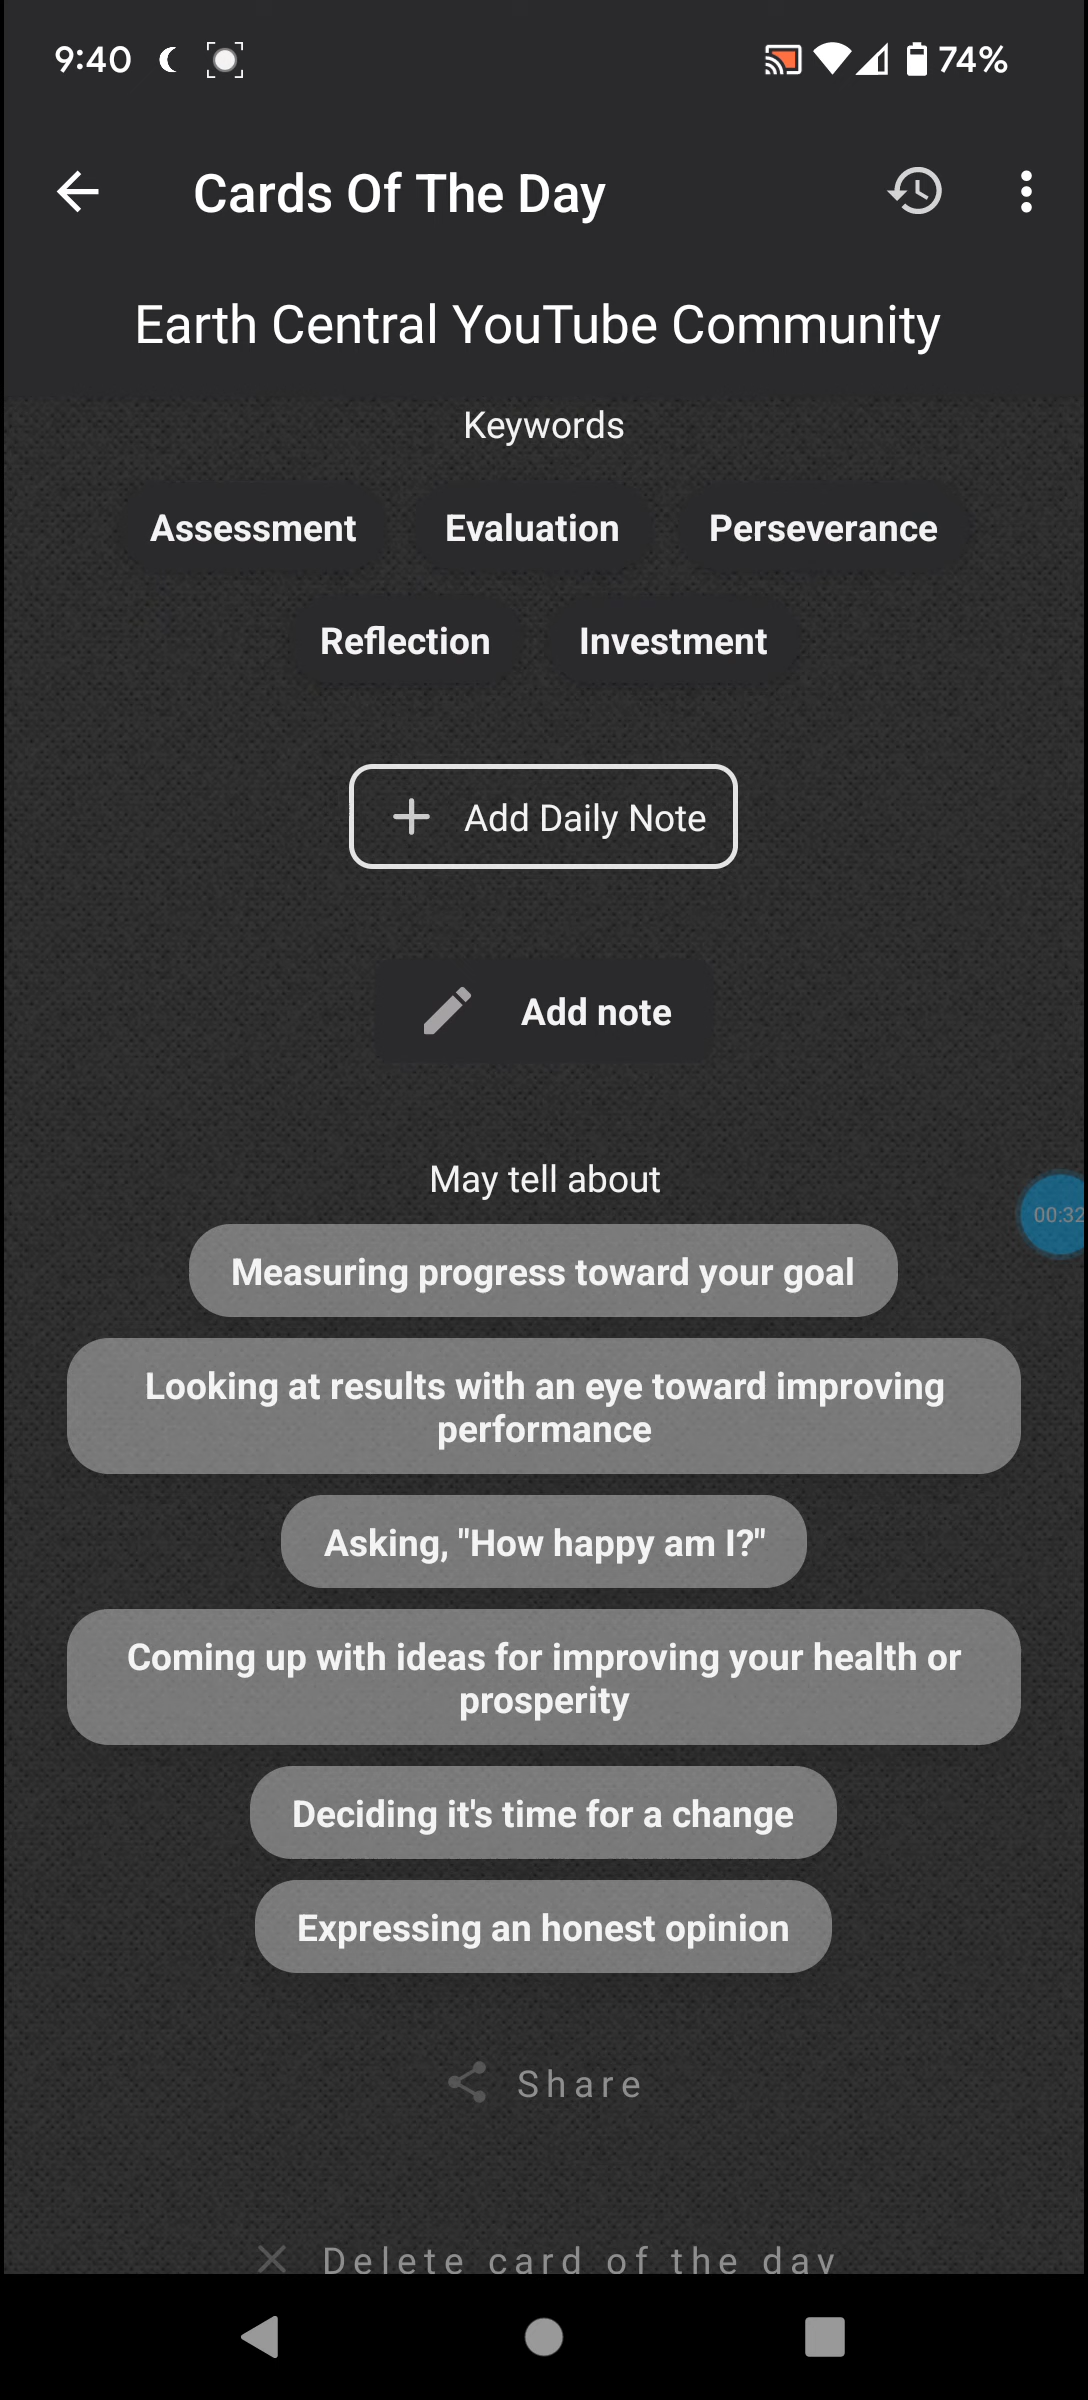 9:40
74%
Cards Of The Day
Earth Central YouTube Community
Keywords
Assessment
Evaluation
Perseverance
Reflection
Investment
Add Daily Note
Add note
May tell about
00:32
Measuring progress toward your goal
Looking at results with an eye toward improving
performance
Asking, "How happy am I?"
Coming up with ideas for improving your health or
prosperity
Deciding it's time for a change
Expressing an honest opinion
Share
Delete card of the day